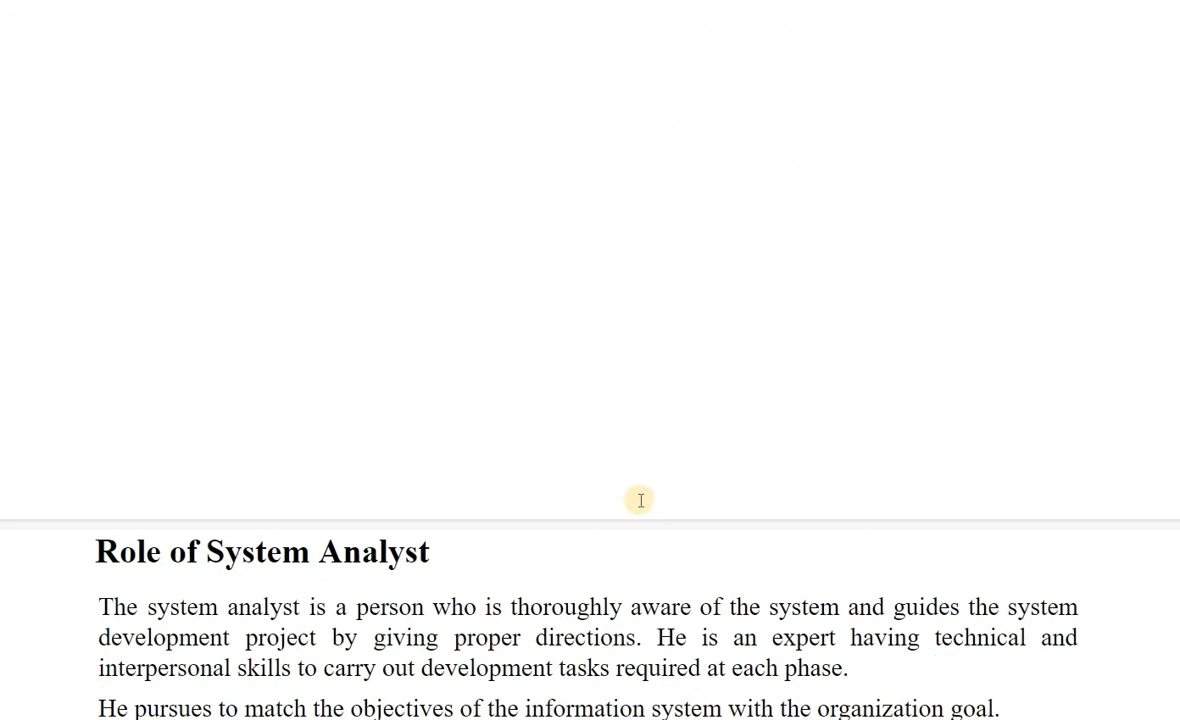 Role of System Analyst
The system analyst is a person who is thoroughly aware of the system and guides the system
development project by giving proper directions. He is an expert having technical and
interpersonal skills to carry out development tasks required at each phase.
He pursues to match the objectives of the information system with the organization goal.